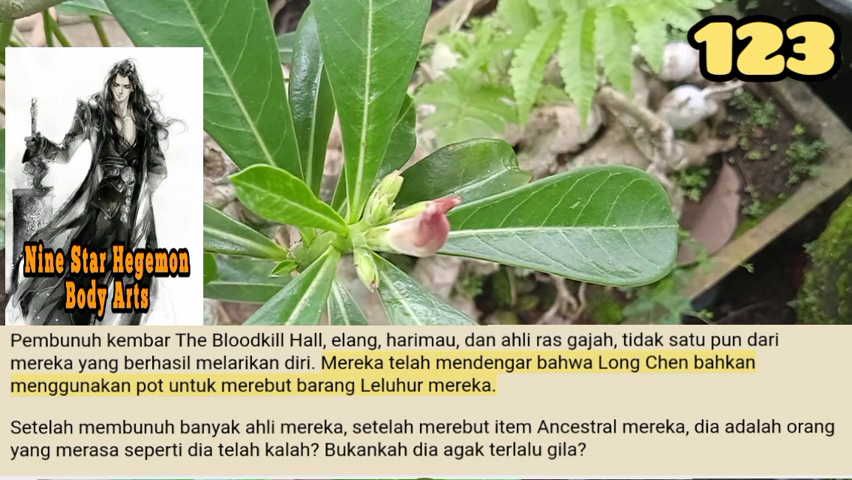 123
Nine Star Hegemon
Body Arts
Pembunuh kembar The Bloodkill Hall, elang, harimau, dan ahli ras gajah, tidak satu pun dari
mereka yang berhasil melarikan diri. Mereka telah mendengar bahwa Long Chen bahkan
menggunakan pot untuk merebut barang Leluhur mereka.
Setelah membunuh banyak ahli mereka, setelah merebut item Ancestral mereka, dia adalah orang
yang merasa seperti dia telah kalah? Bukankah dia agak terlalu gila?